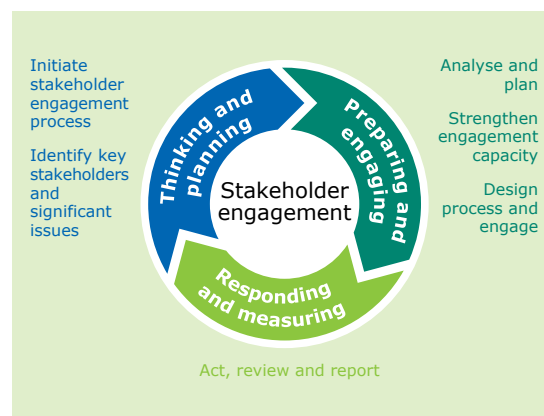 Initiate
stakeholder
engagement
process
Identify key
stakeholders
and
significant
issues
Thinking and
planning
Preparing and
engaging
Analyse and
plan
Strengthen
engagement
capacity
Design
process and
engage
Stakeholder
engagement
Responding
and measuring
Act, review and report